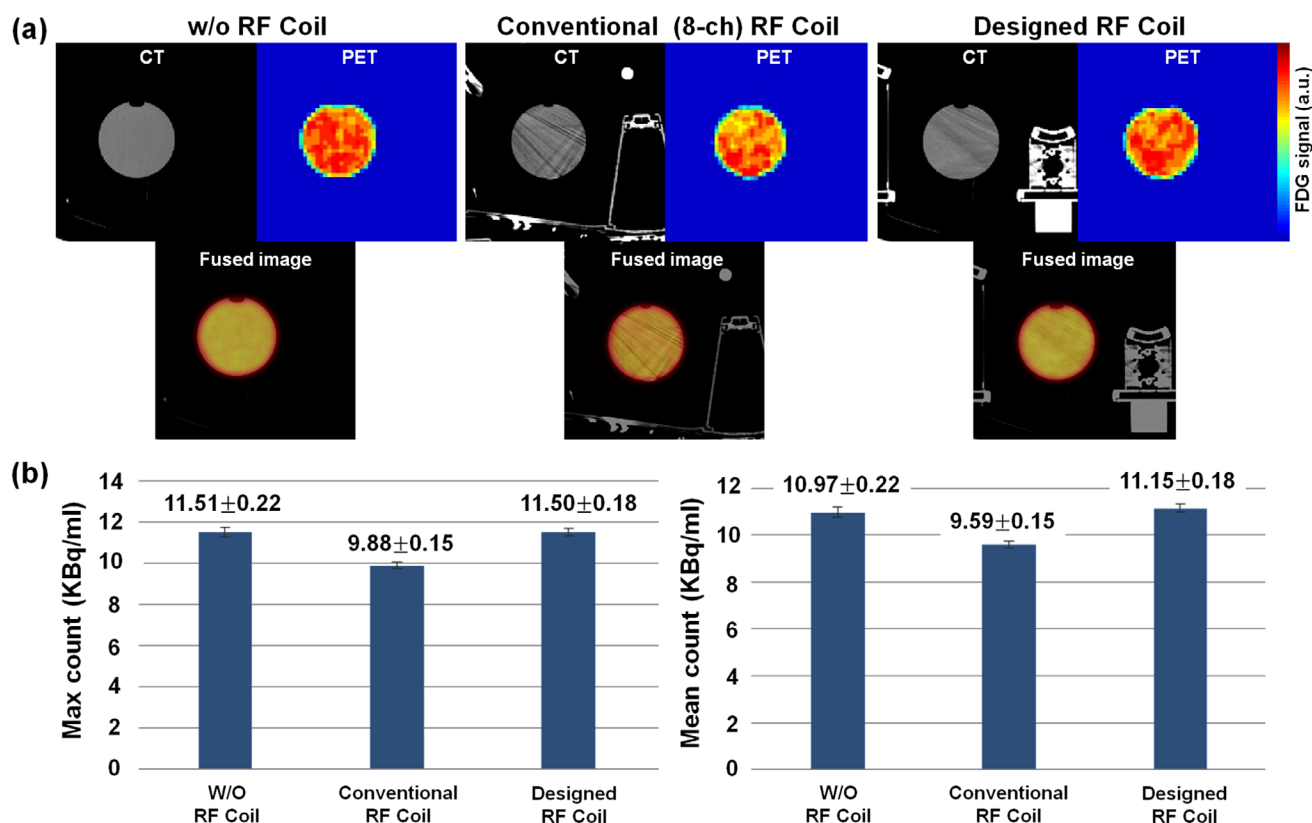 (a)
w/o RF Coil
Conventional (8-ch) RF Coil
Designed RF Coil
CT
PET
CT
PET
CT
PET
FDG signal (a.u.)
Fused image
Fused image
Fused image
(b)
Max count (KBq/ml)
14
12
10
8
6
4
2
0
11.51±0.22
9.88±0.15
11.50±0.18
W/O
RF Coil
Conventional
RF Coil
Designed
RF Coil
Mean count (KBq/ml)
12
10
8
6
4
2
0
10.97±0.22
9.59±0.15
11.15±0.18
W/O
RF Coil
Conventional
RF Coil
Designed
RF Coil